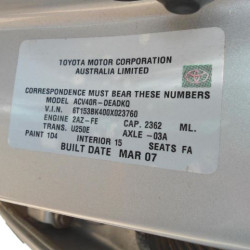 TOYOTA MOTOR CORPORATION
AUSTRALIA LIMITED
CORRESPONDENCE MUST BEAR THESE NUMBERS
MODEL ACV40R-DEADKQ
V.I.N. 6T153BK400X023760
ENGINE 2AZ-FE CAP. 2362 ML.
TRANS. U250E AXLE -03A
PAINT 1D4 INTERIOR 15 SEATS FA
BUILT DATE MAR 07